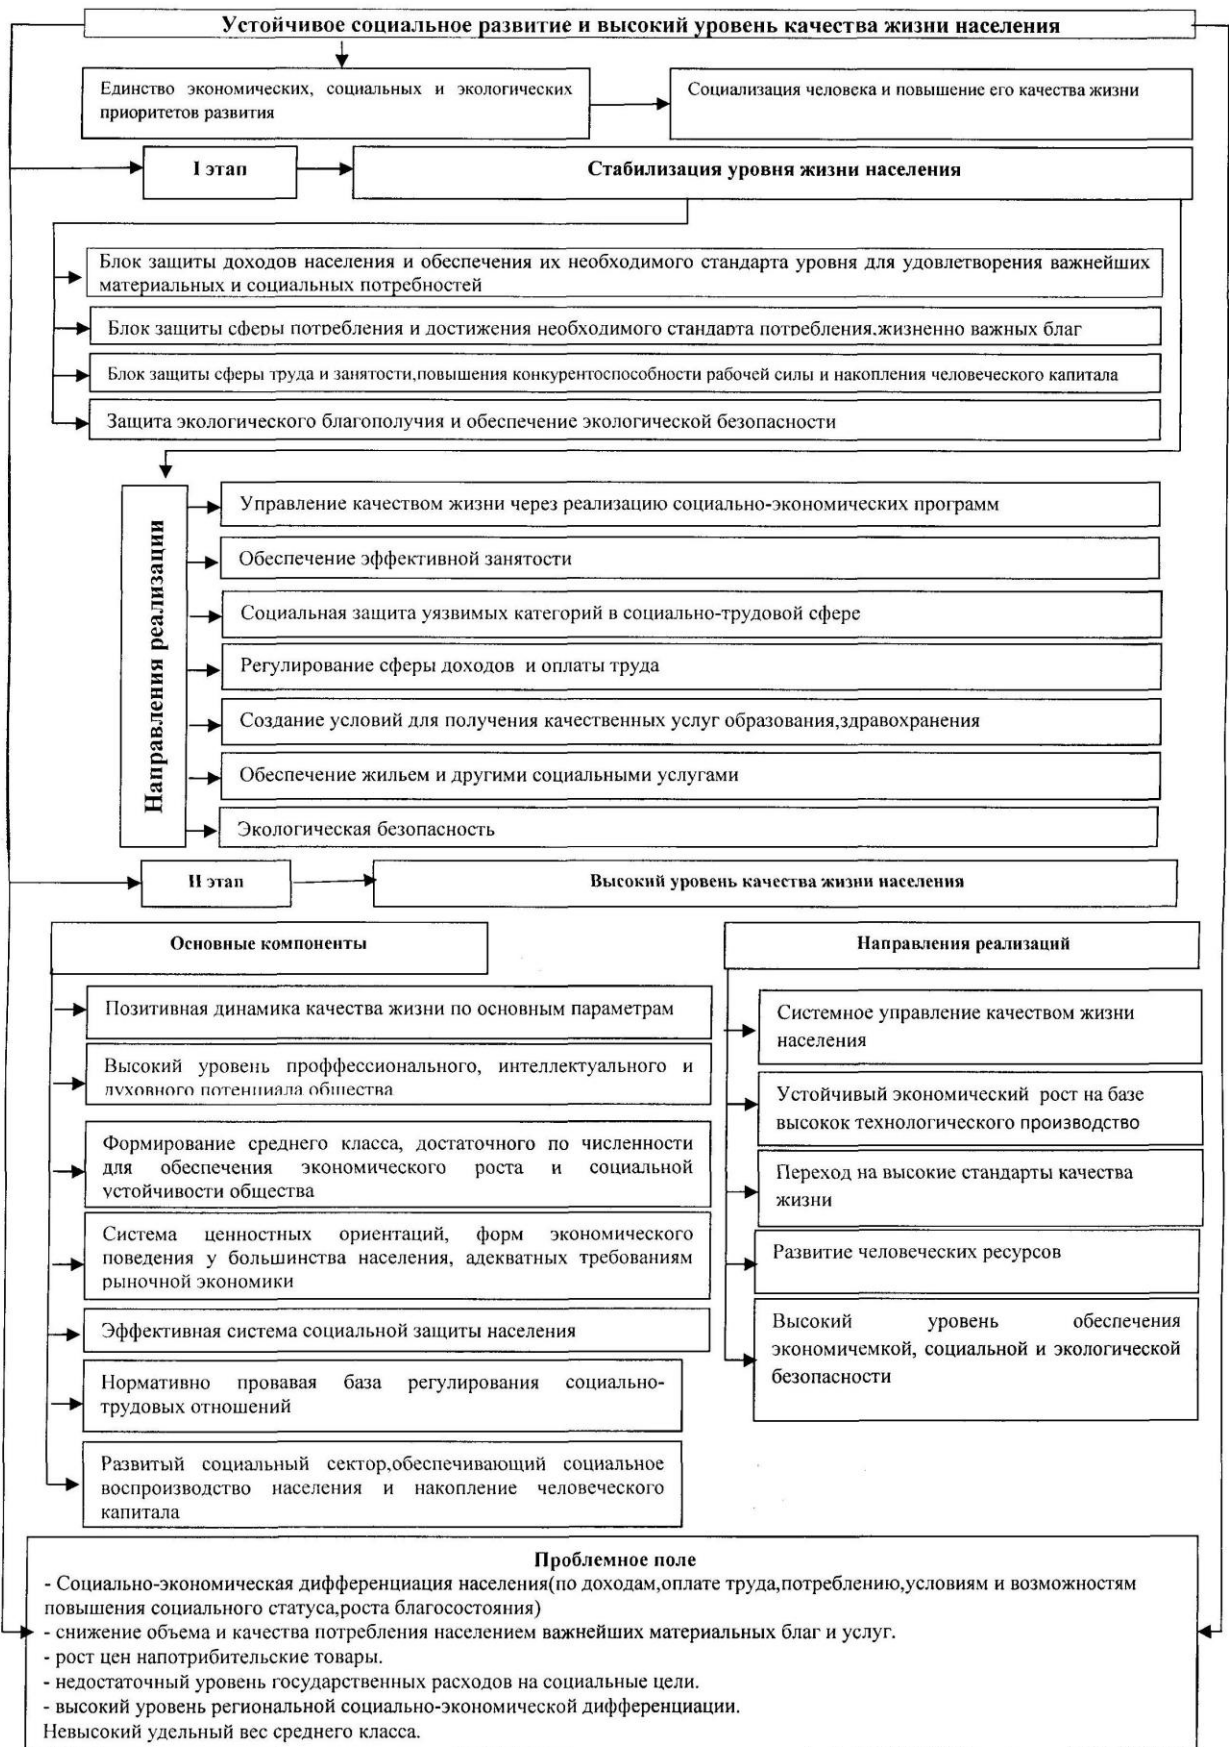 Устойчивое социальное развитие и высокий уровень качества жизни населения
Единство экономических, социальных и экологических
приоритетов развития
Социализация человека и повышение его качества жизни
I этап
Стабилизация уровня жизни населения
Блок защиты доходов населения и обеспечения их необходимого стандарта уровня для удовлетворения важнейших
материальных и социальных потребностей
Блок защиты сферы потребления и достижения необходимого стандарта потребления,жизненно важных благ
Блок защиты сферы труда и занятости,повышения конкурентоспособности рабочей силы и накопления человеческого капитала
Защита экологического благополучия и обеспечение экологической безопасности
Направления реализации
Управление качеством жизни через реализацию социально-экономических программ
Обеспечение эффективной занятости
Социальная защита уязвимых категорий в социально-трудовой сфере
Регулирование сферы доходов и оплаты труда
Создание условий для получения качественных услуг образования,здравохранения
Обеспечение жильем и другими социальными услугами
Экологическая безопасность
II этап
Высокий уровень качества жизни населения
Основные компоненты
Позитивная динамика качества жизни по основным параметрам
Высокий уровень проффессионального, интеллектуального и
духовного потенциала общества
Формирование среднего класса, достаточного по численности
для обеспечения экономического роста и социальной
устойчивости общества
Система ценностных ориентаций, форм экономического
поведения у большинства населения, адекватных требованиям
рыночной экономики
Эффективная система социальной защиты населения
Нормативно провавая база регулирования социально-
трудовых отношений
Развитый социальный сектор,обеспечивающий социальное
воспроизводство населения и накопление человеческого
капитала
Направления реализаций
Системное управление качеством жизни
населения
Устойчивый экономический рост на базе
высокок технологического производство
Переход на высокие стандарты качества
жизни
Развитие человеческих ресурсов
Высокий уровень обеспечения
экономичемкой, социальной и экологической
безопасности
Проблемное поле
- Социально-экономическая дифференциация населения(по доходам,оплате труда,потреблению,условиям и возможностям
повышения социального статуса,роста благосостояния)
- снижение объема и качества потребления населением важнейших материальных благ и услуг.
- рост цен напотрибительские товары.
- недостаточный уровень государственных расходов на социальные цели.
- высокий уровень региональной социально-экономической дифференциации.
Невысокий удельный вес среднего класса.